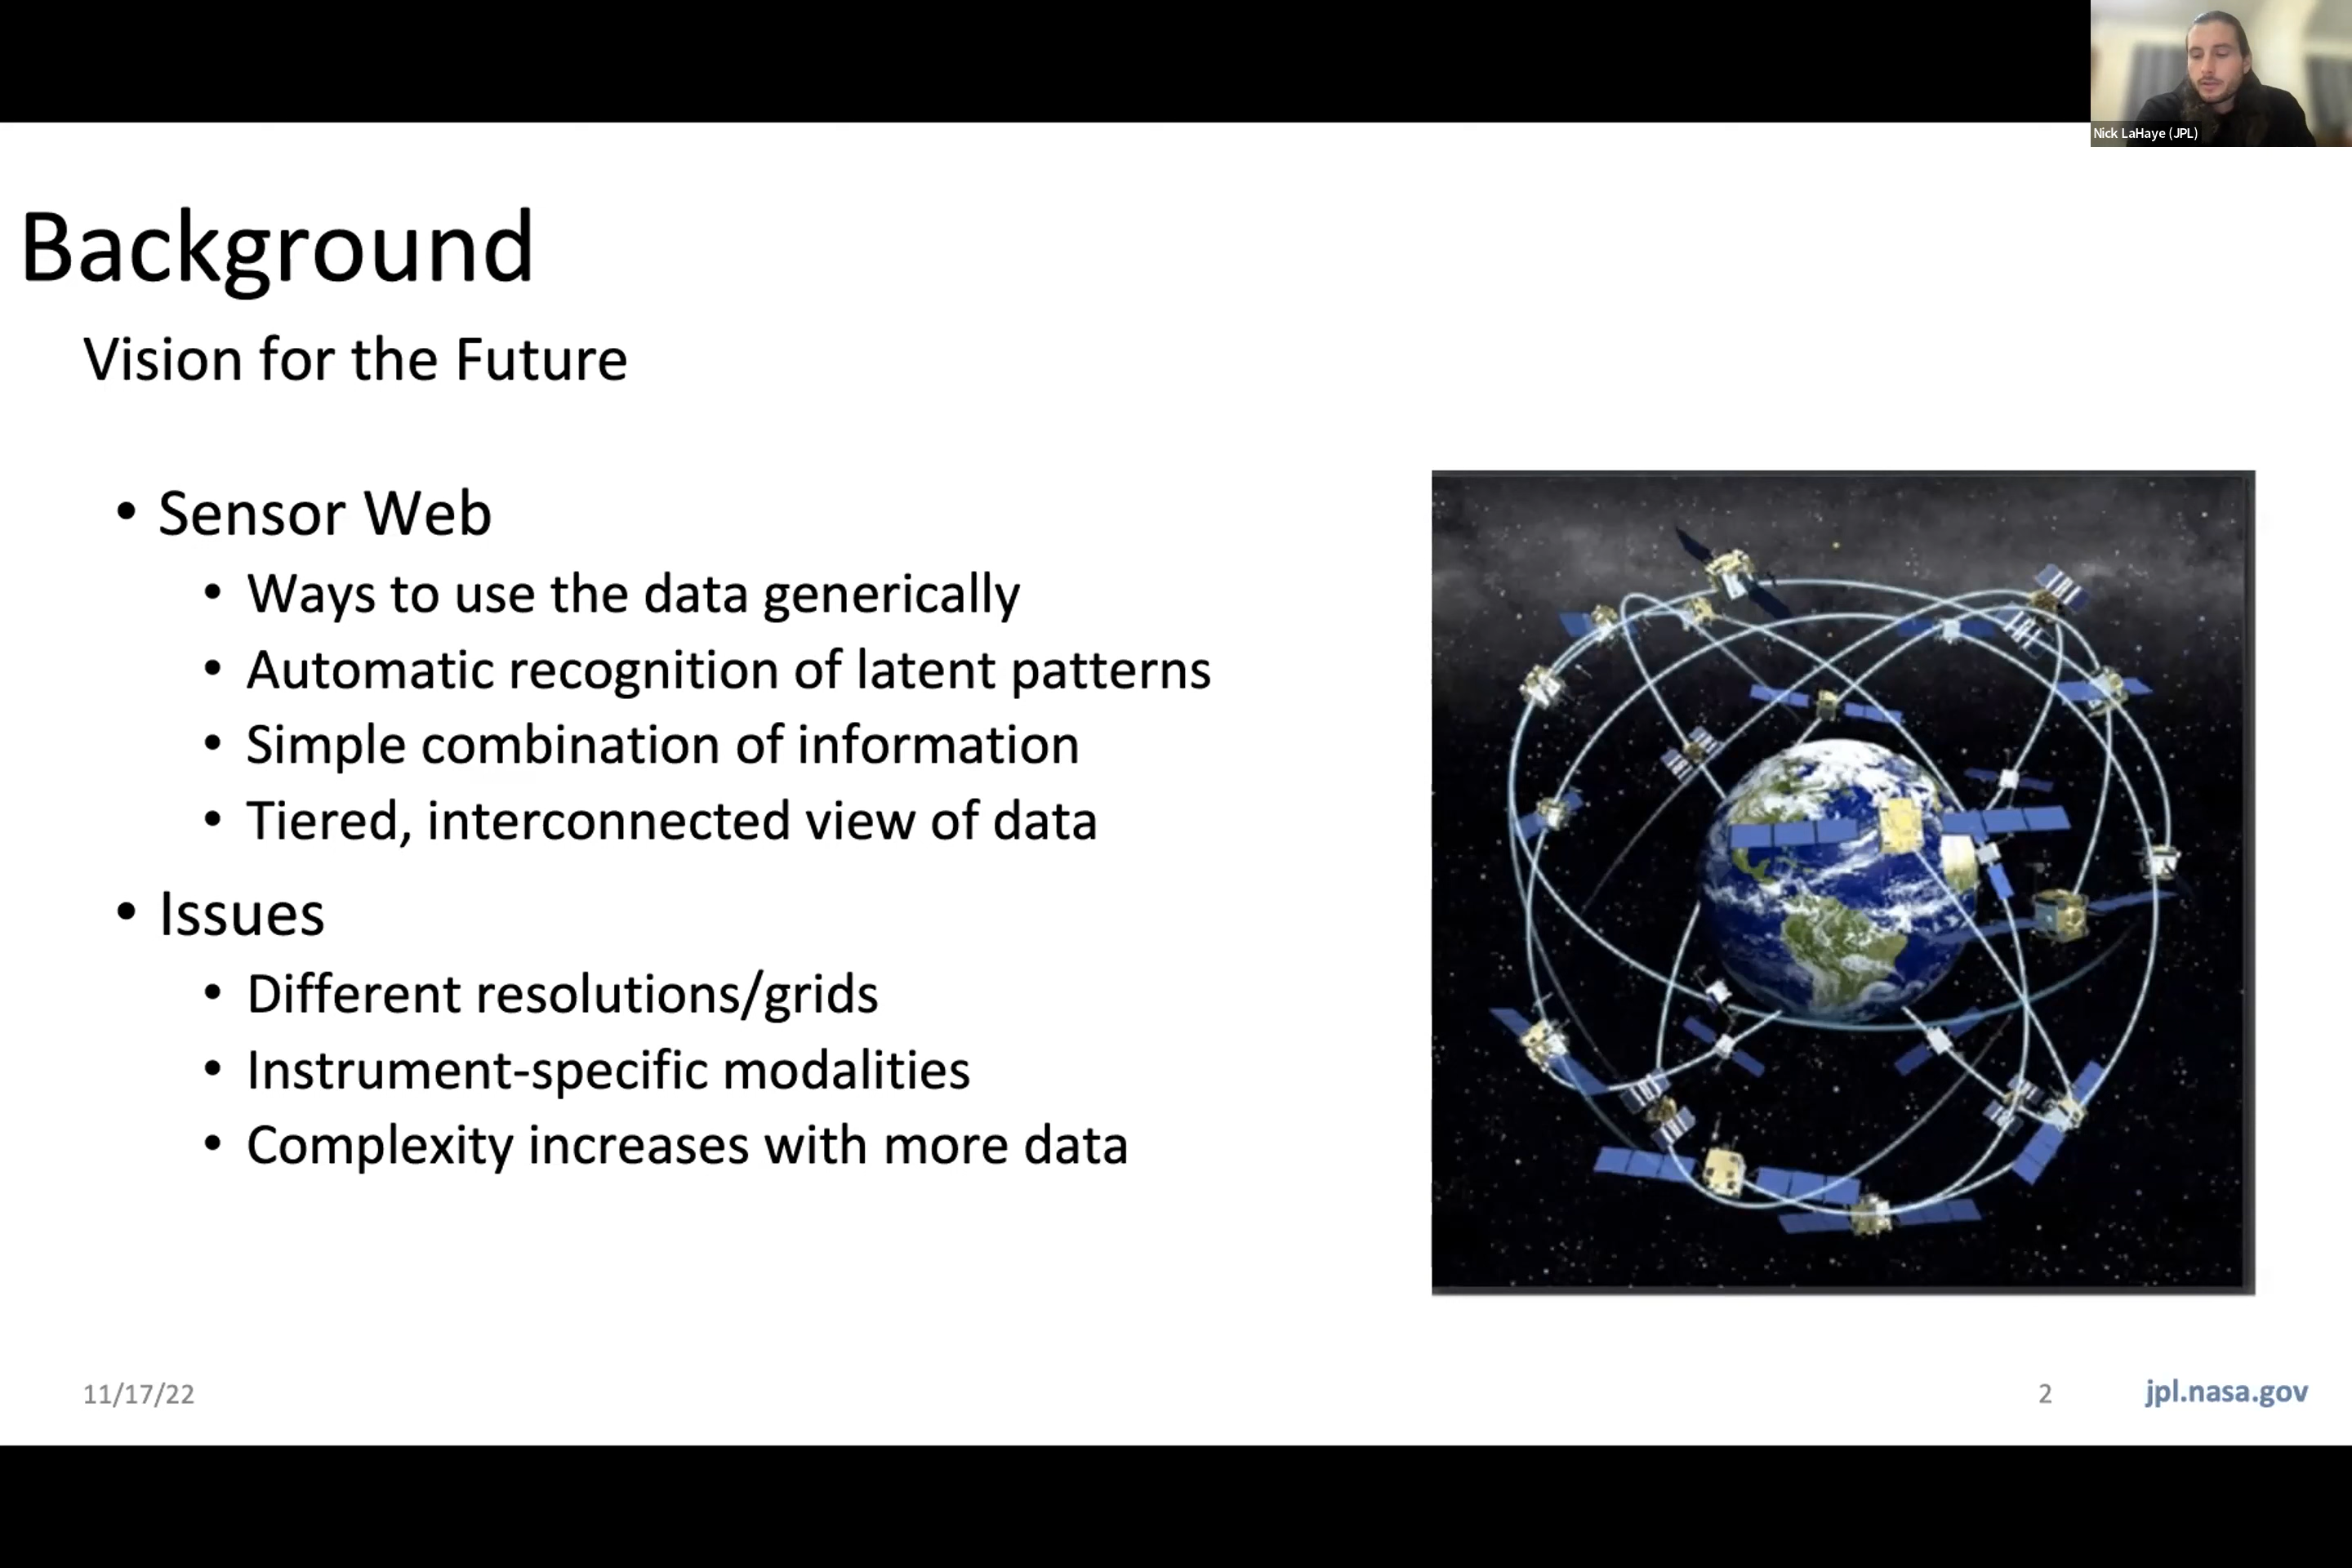 Nick LaHaye (JPL)
Background
Vision for the Future
• Sensor Web
• Ways to use the data generically
• Automatic recognition of latent patterns
• Simple combination of information
• Tiered, interconnected view of data
• Issues
• Different resolutions/grids
• Instrument-specific modalities
• Complexity increases with more data
11/17/22
2
jpl.nasa.gov